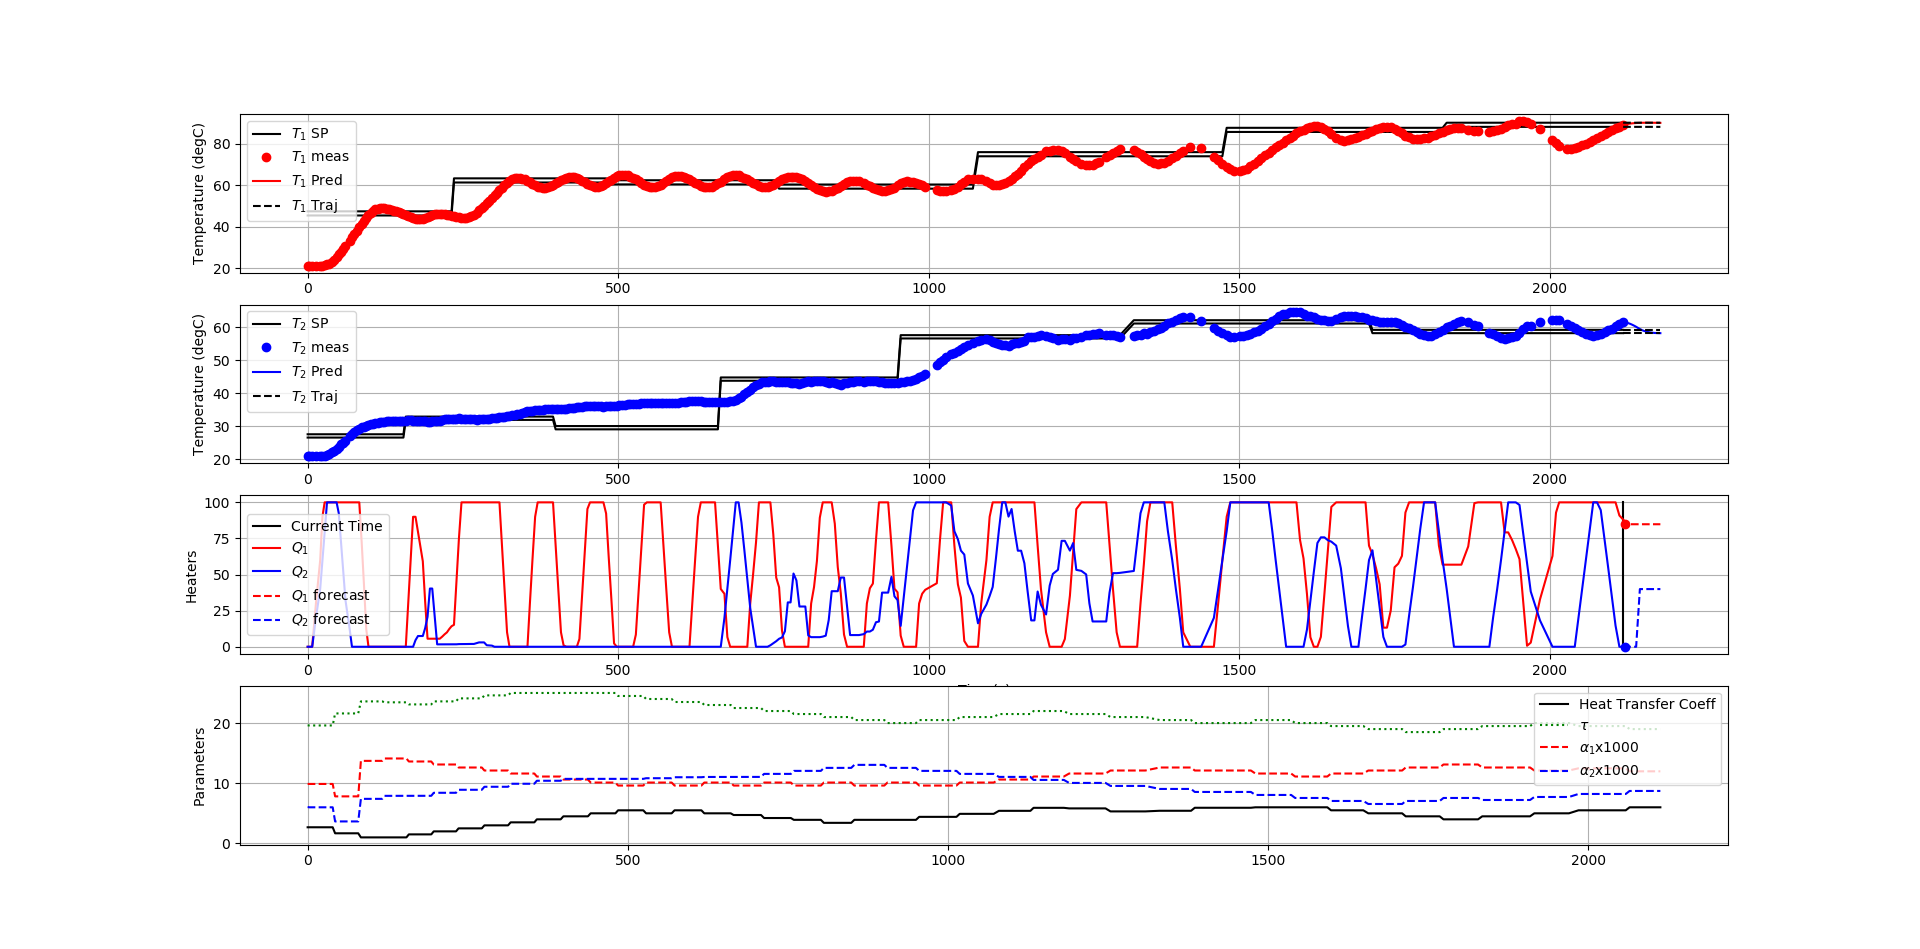 Temperature (degC)
80
60
40
20
T₁ SP
T₁ meas
T₁ Pred
T₁ Traj
0 500 1000 1500 2000
Temperature (degC)
60
50
40
30
20
T₂ SP
T₂ meas
T₂ Pred
T₂ Traj
0 500 1000 1500 2000
Heaters
100
75
50
25
0
Current Time
Q₁
Q₂
Q₁ forecast
Q₂ forecast
0 500 1000 1500 2000
Parameters
20
10
0
Heat Transfer Coeff
τ
α₁x1000
α₂x1000
0 500 1000 1500 2000